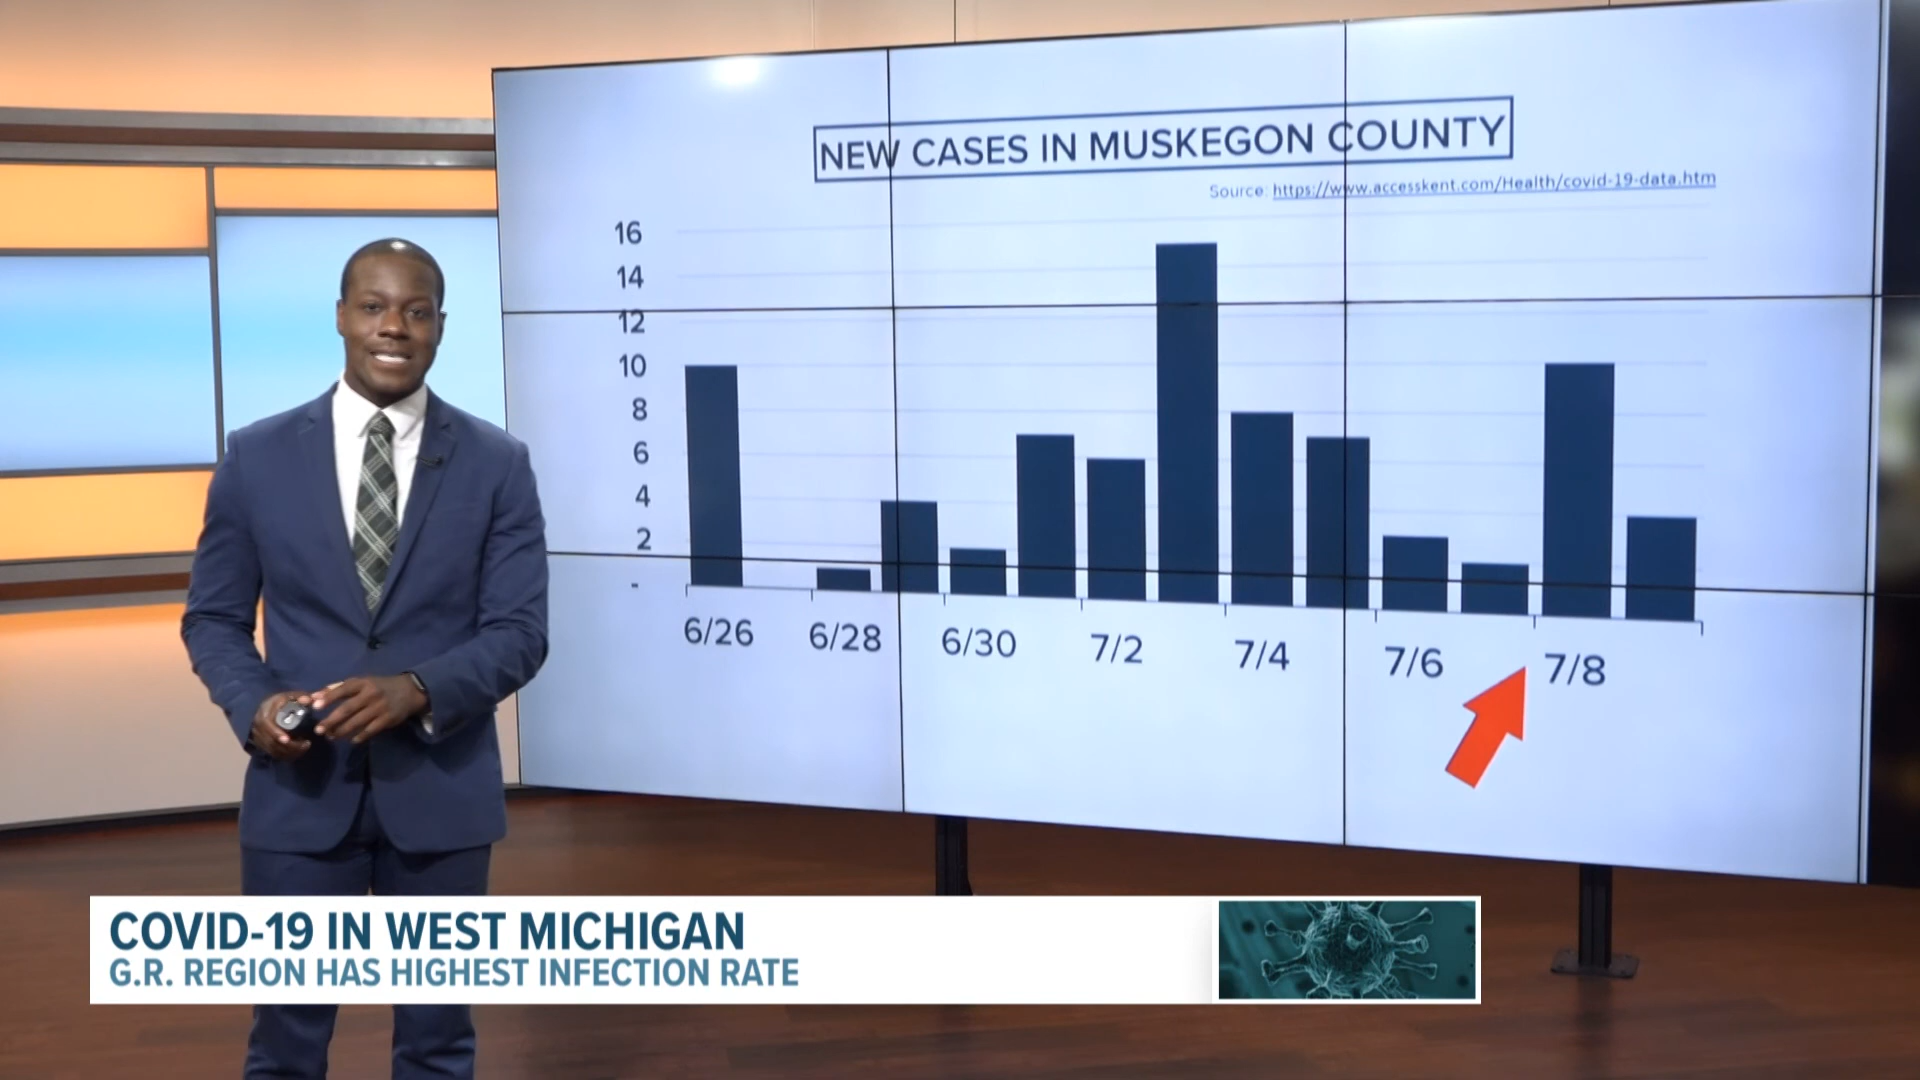 NEW CASES IN MUSKEGON COUNTY
Source: https://www.accesskent.com/Health/covid-19-data.htm
16
14
12
10
8
6
4
2
-
6/26 6/28 6/30 7/2 7/4 7/6 7/8
COVID-19 IN WEST MICHIGAN
G.R. REGION HAS HIGHEST INFECTION RATE